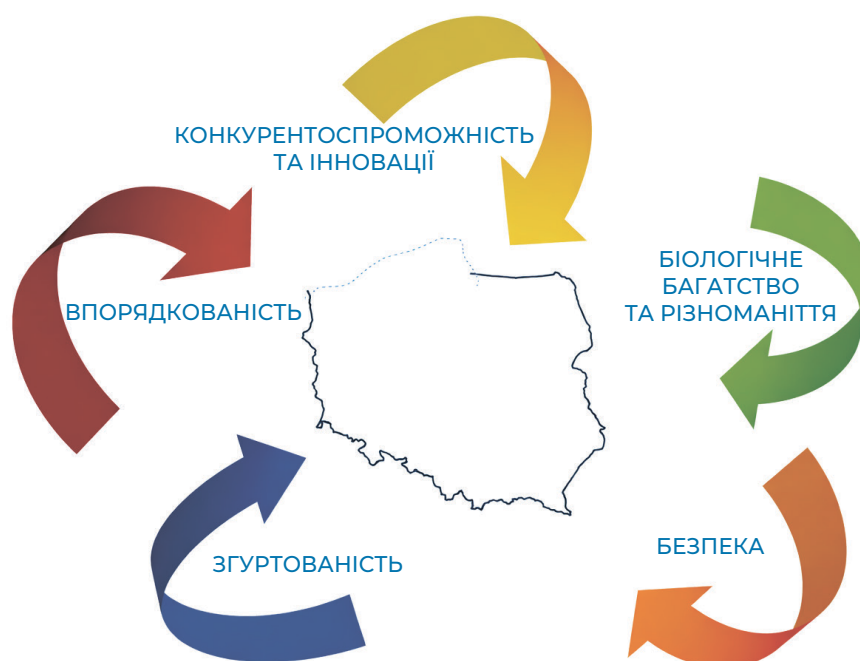 КОНКУРЕНТОСПРОМОЖНІСТЬ
ТА ІННОВАЦІЇ
БІОЛОГІЧНЕ
БАГАТСТВО
ТА РІЗНОМАНІТТЯ
ВПОРЯДКОВАНІСТЬ
БЕЗПЕКА
ЗГУРТОВАНІСТЬ